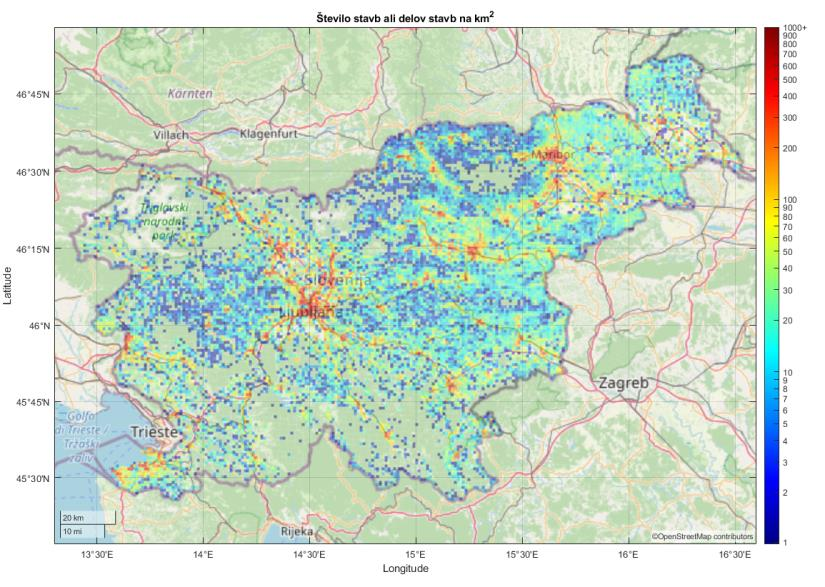 Število stavb ali delov stavb na km²
1000+
900
800
700
600
500
400
300
200
100
90
80
70
60
50
40
30
20
10
9
8
7
6
5
4
3
2
1
46°45'N
46°30'N
46°15'N
46°N
45°45'N
45°30'N
Latitude
Kärnten
Villach
Klagenfurt
Maribor
Triglavski
narodni
park
Slovenija
Ljubljana
Zagreb
Golfo
di Trieste /
Tržaški
zaliv
Trieste
Rijeka
20 km
10 mi
©OpenStreetMap contributors
13°30'E
14°E
14°30'E
15°E
15°30'E
16°E
16°30'E
Longitude